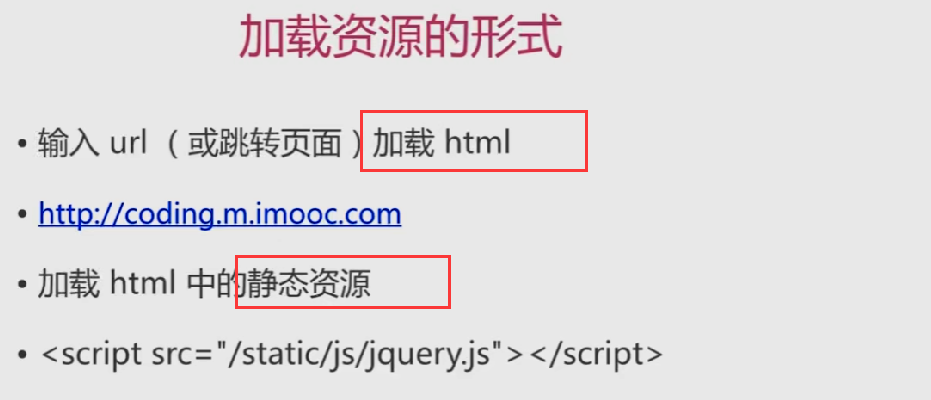 加载资源的形式
• 输入 url （或跳转页面）加载 html
• http://coding.m.imooc.com
• 加载 html 中的静态资源
• <script src="/static/js/jquery.js"></script>